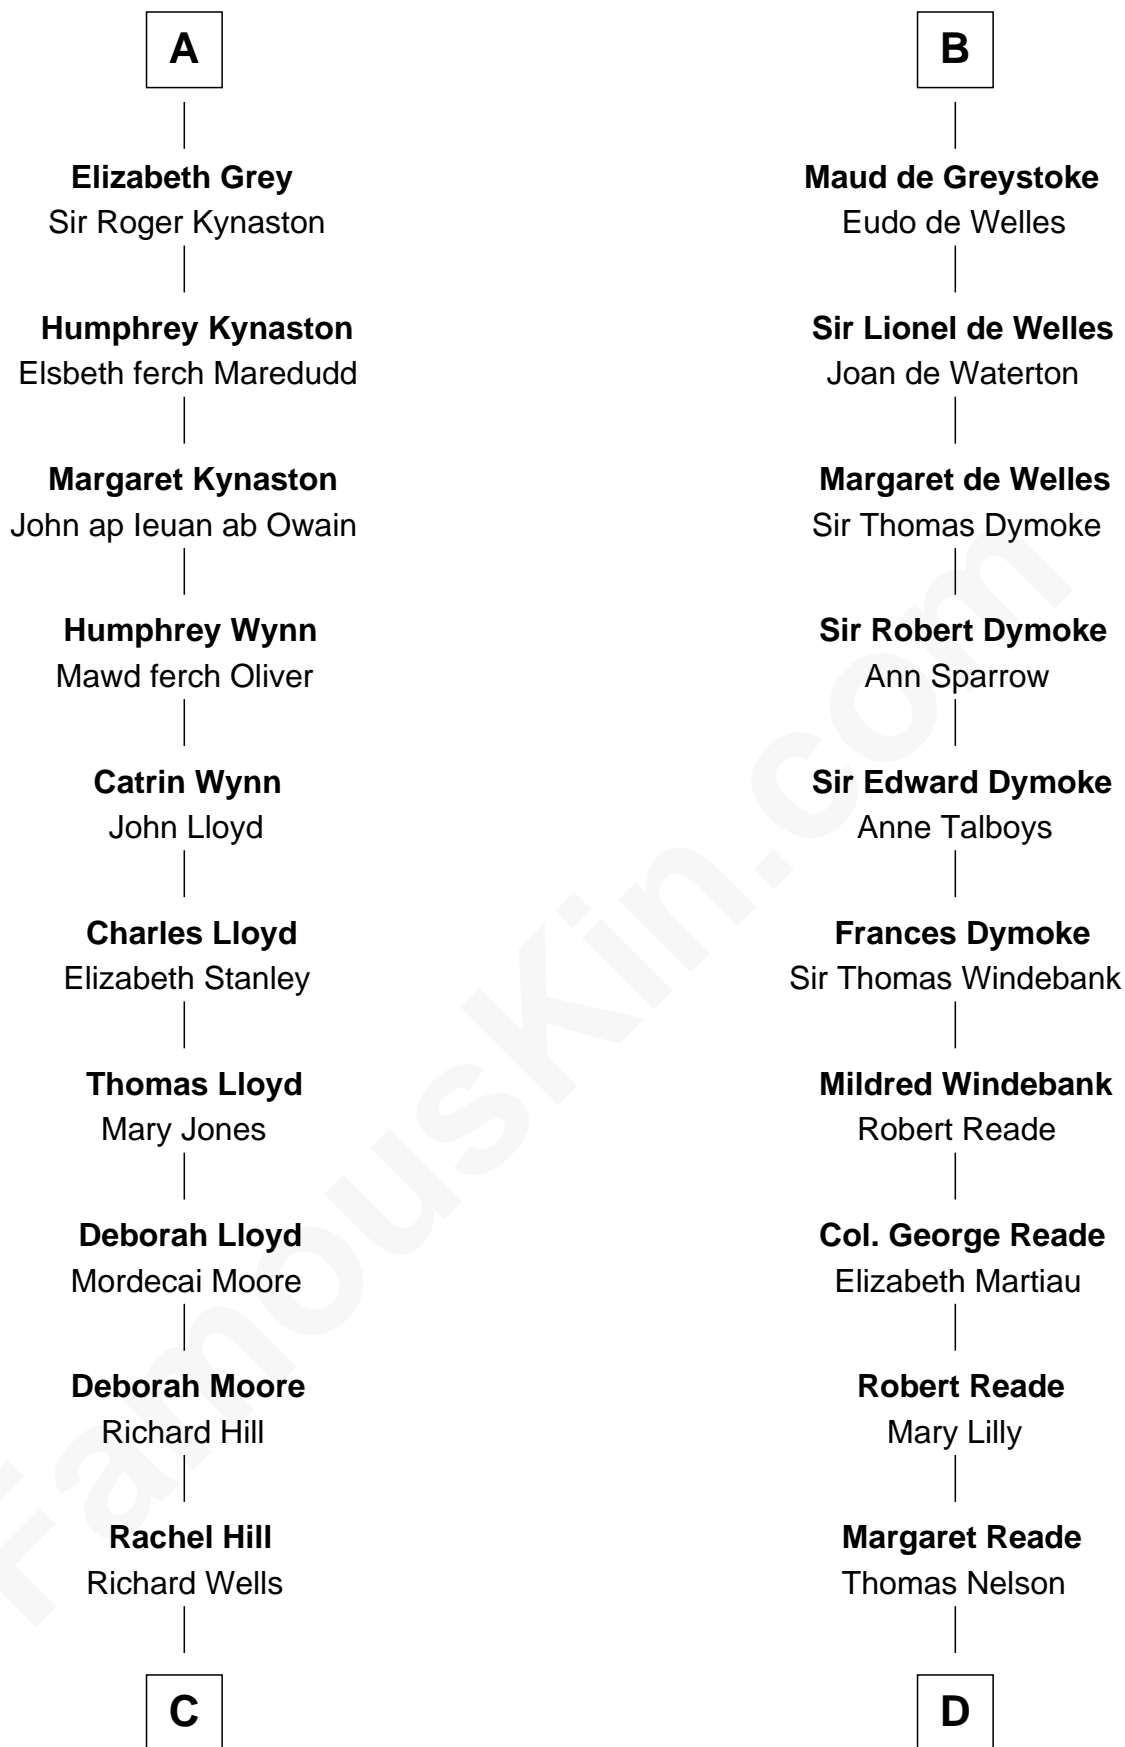 A
Elizabeth Grey
Sir Roger Kynaston
Humphrey Kynaston
Elsbeth ferch Maredudd
Margaret Kynaston
John ap Ieuan ab Owain
Humphrey Wynn
Mawd ferch Oliver
Catrin Wynn
John Lloyd
Charles Lloyd
Elizabeth Stanley
Thomas Lloyd
Mary Jones
Deborah Lloyd
Mordecai Moore
Deborah Moore
Richard Hill
Rachel Hill
Richard Wells
C
B
Maud de Greystoke
Eudo de Welles
Sir Lionel de Welles
Joan de Waterton
Margaret de Welles
Sir Thomas Dymoke
Sir Robert Dymoke
Ann Sparrow
Sir Edward Dymoke
Anne Talboys
Frances Dymoke
Sir Thomas Windebank
Mildred Windebank
Robert Reade
Col. George Reade
Elizabeth Martiau
Robert Reade
Mary Lilly
Margaret Reade
Thomas Nelson
D
FamousKin.com